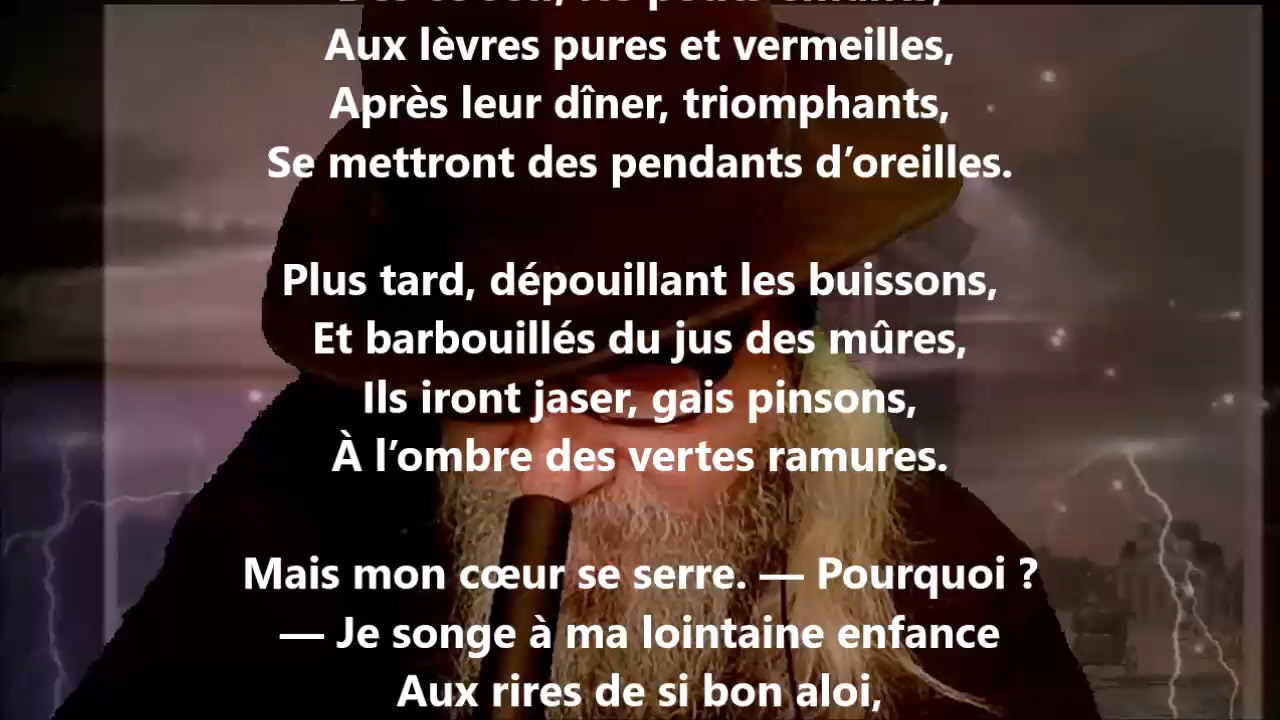 Aux lèvres pures et vermeilles,
Après leur dîner, triomphants,
Se mettront des pendants d’oreilles.
Plus tard, dépouillant les buissons,
Et barbouillés du jus des mûres,
Ils iront jaser, gais pinsons,
À l’ombre des vertes ramures.
Mais mon cœur se serre. — Pourquoi ?
— Je songe à ma lointaine enfance
Aux rires de si bon aloi,